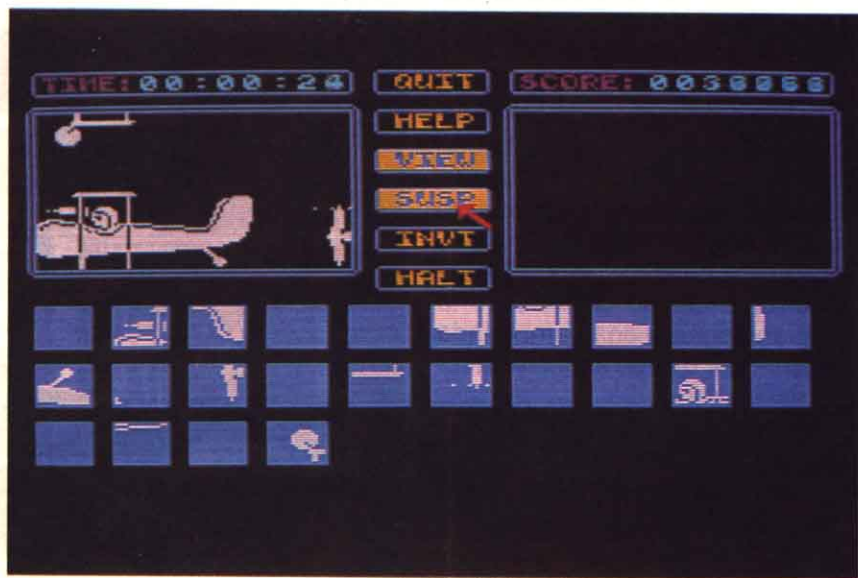 TIME: 00:00:24 QUIT SCORE:
HELP
VIEW
SUSP
INVT
HALT